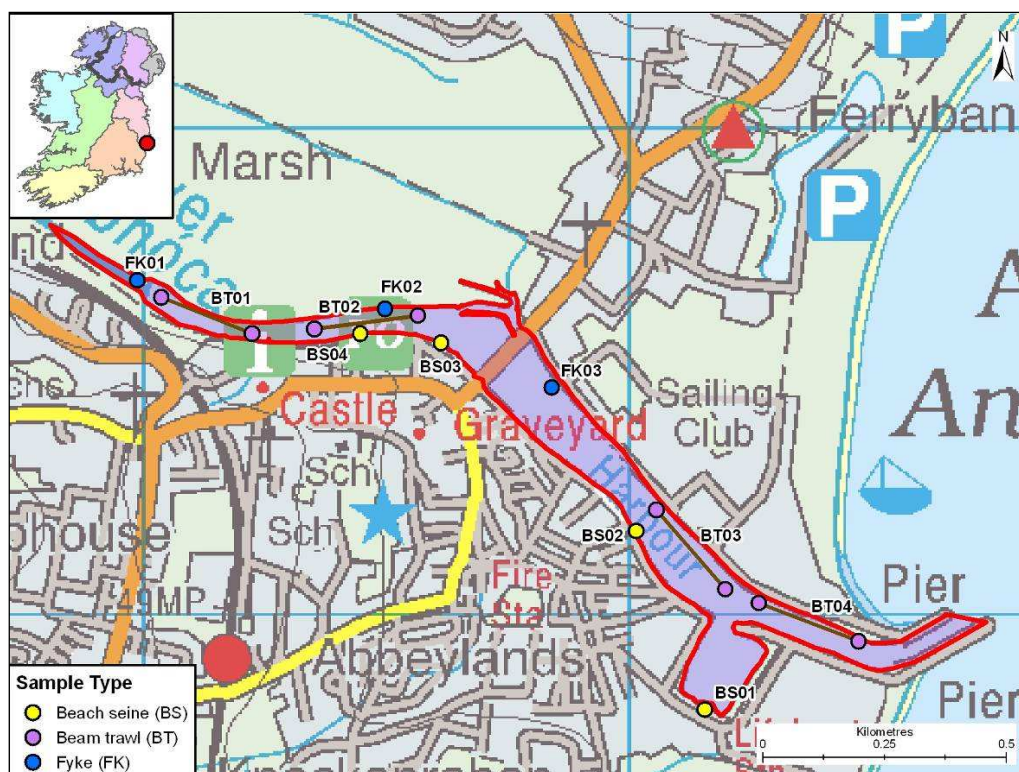 N
P
Ferryban
Marsh
P
FK01
BT01
BT02
FK02
BS04
BS03
FK03
Castle
Graveyard
Sailing
Club
A
An
Sch
Sch
Harbour
BS02
BT03
BT04
Pier
Fire
Sta
9MP
Abbeylands
BS01
Pier
Sample Type
Beach seine (BS)
Beam trawl (BT)
Fyke (FK)
Kilometres
0 0.25 0.5